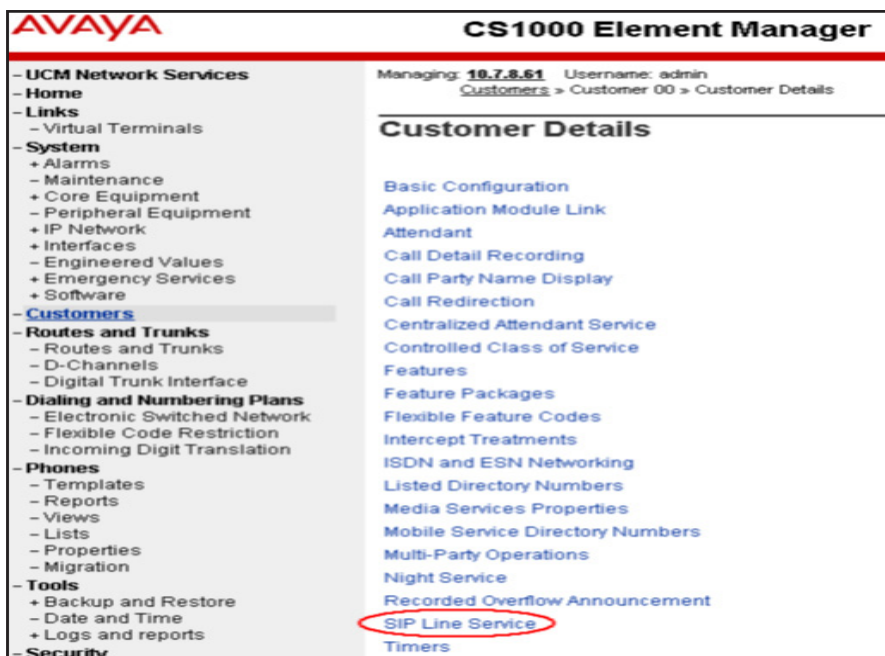 AVAYA
CS1000 Element Manager
- UCM Network Services
- Home
- Links
- Virtual Terminals
- System
+ Alarms
- Maintenance
+ Core Equipment
- Peripheral Equipment
+ IP Network
+ Interfaces
- Engineered Values
+ Emergency Services
+ Software
- Customers
- Routes and Trunks
- Routes and Trunks
- D-Channels
- Digital Trunk Interface
- Dialing and Numbering Plans
- Electronic Switched Network
- Flexible Code Restriction
- Incoming Digit Translation
- Phones
- Templates
- Reports
- Views
- Lists
- Properties
- Migration
- Tools
+ Backup and Restore
- Date and Time
+ Logs and reports
- Security
Managing: 10.7.8.61 Username: admin
Customers » Customer 00 » Customer Details
Customer Details
Basic Configuration
Application Module Link
Attendant
Call Detail Recording
Call Party Name Display
Call Redirection
Centralized Attendant Service
Controlled Class of Service
Features
Feature Packages
Flexible Feature Codes
Intercept Treatments
ISDN and ESN Networking
Listed Directory Numbers
Media Services Properties
Mobile Service Directory Numbers
Multi-Party Operations
Night Service
Recorded Overflow Announcement
SIP Line Service
Timers